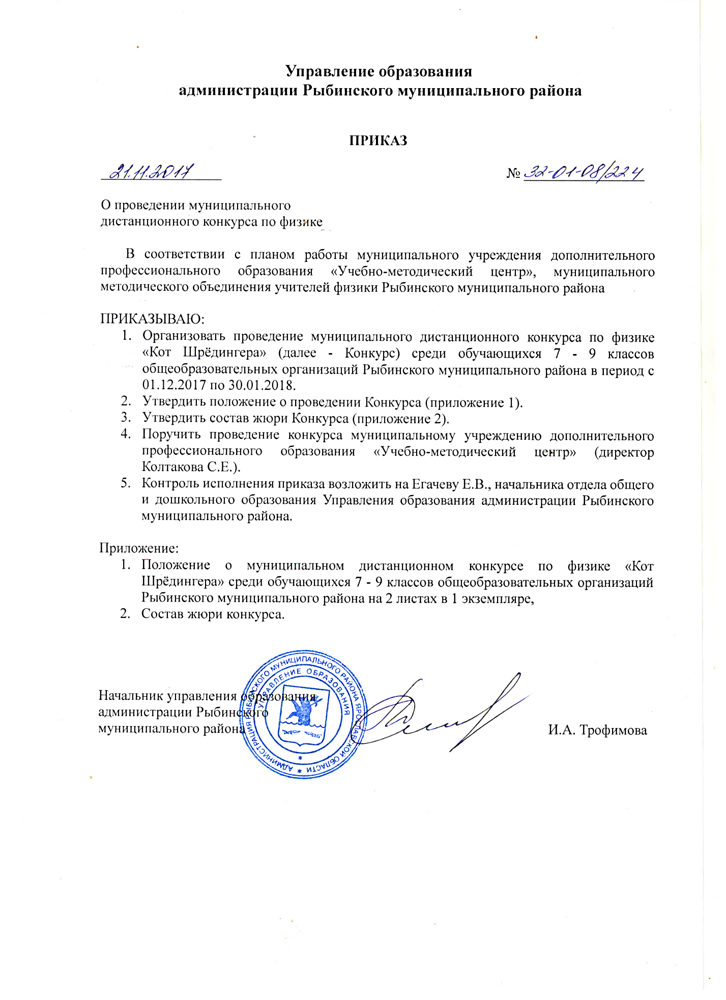 Управление образования
администрации Рыбинского муниципального района
ПРИКАЗ
21.11.2017 № 32-01-08/224
О проведении муниципального
дистанционного конкурса по физике
В соответствии с планом работы муниципального учреждения дополнительного
профессионального образования «Учебно-методический центр», муниципального
методического объединения учителей физики Рыбинского муниципального района
ПРИКАЗЫВАЮ:
1. Организовать проведение муниципального дистанционного конкурса по физике
«Кот Шрёдингера» (далее - Конкурс) среди обучающихся 7 - 9 классов
общеобразовательных организаций Рыбинского муниципального района в период с
01.12.2017 по 30.01.2018.
2. Утвердить положение о проведении Конкурса (приложение 1).
3. Утвердить состав жюри Конкурса (приложение 2).
4. Поручить проведение конкурса муниципальному учреждению дополнительного
профессионального образования «Учебно-методический центр» (директор
Колтакова С.Е.).
5. Контроль исполнения приказа возложить на Егачеву Е.В., начальника отдела общего
и дошкольного образования Управления образования администрации Рыбинского
муниципального района.
Приложение:
1. Положение о муниципальном дистанционном конкурсе по физике «Кот
Шрёдингера» среди обучающихся 7 - 9 классов общеобразовательных организаций
Рыбинского муниципального района на 2 листах в 1 экземпляре,
2. Состав жюри конкурса.
Начальник управления образования
администрации Рыбинского
муниципального района И.А. Трофимова
АДМИНИСТРАЦИЯ РЫБИНСКОГО МУНИЦИПАЛЬНОГО РАЙОНА ЯРОСЛАВСКОЙ ОБЛАСТИ *
УПРАВЛЕНИЕ ОБРАЗОВАНИЯ *